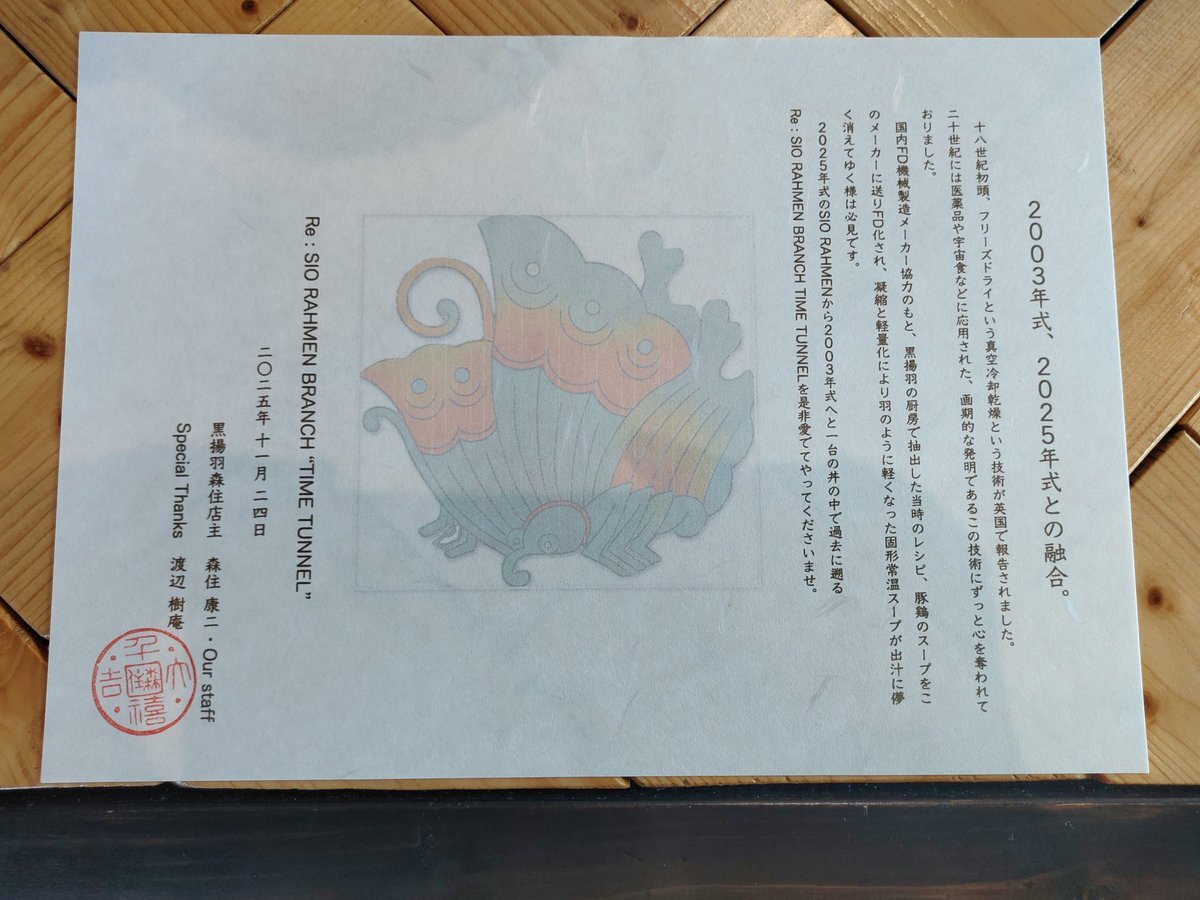 2003年式、2025年式との融合。
十八世紀初頭、フリーズドライという真空冷却乾燥という技術が英国で報告されました。
二十世紀には医薬品や宇宙食などに応用された、画期的な発明であるこの技術にずっと心を奪われて
おりました。
国内FD機械製造メーカー協力のもと、黒揚羽の厨房で抽出した当時のレシピ、豚鶏のスープをこ
のメーカーに送りFD化され、凝縮と軽量化により羽のように軽くなった固形常温スープが出汁に儚
く消えてゆく様は必見です。
2025年式のSIO RAHMENから2003年式へと一台の丼の中で過去に遡る
Re : SIO RAHMEN BRANCH TIME TUNNELを是非愛でてやってくださいませ。
Re : SIO RAHMEN BRANCH “TIME TUNNEL”
二〇二五年 十一月 二四日
黒揚羽森住店主 森住 康二・Our staff
Special Thanks 渡辺 樹庵
千客大吉
森住
禧